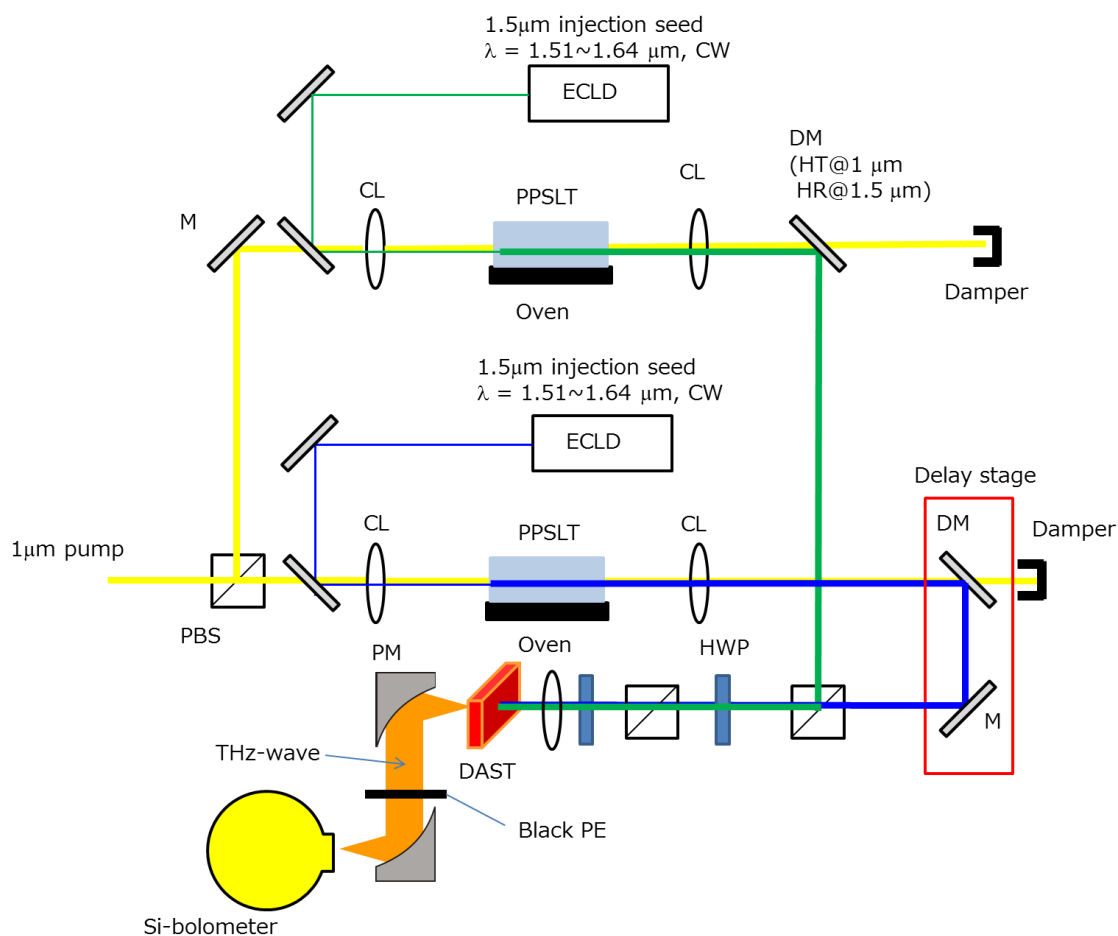 1.5μm injection seed
λ = 1.51~1.64 μm, CW
ECLD
DM
(HT@1 μm
HR@1.5 μm)
M
CL
PPSLT
CL
Oven
Damper
1.5μm injection seed
λ = 1.51~1.64 μm, CW
ECLD
Delay stage
DM
Damper
1μm pump
CL
PPSLT
CL
PBS
Oven
HWP
PM
M
THz-wave
DAST
Black PE
Si-bolometer